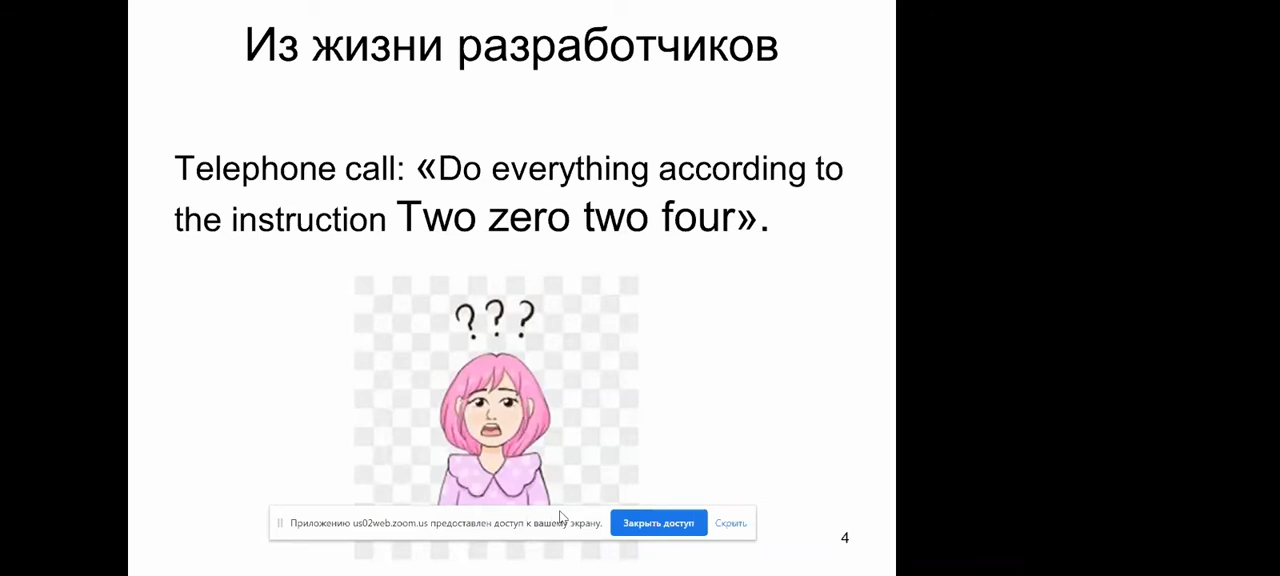 Из жизни разработчиков
Telephone call: «Do everything according to
the instruction Two zero two four».
???
Приложению us02web.zoom.us предоставлен доступ к вашему экрану.
Закрыть доступ
Скрыть
4